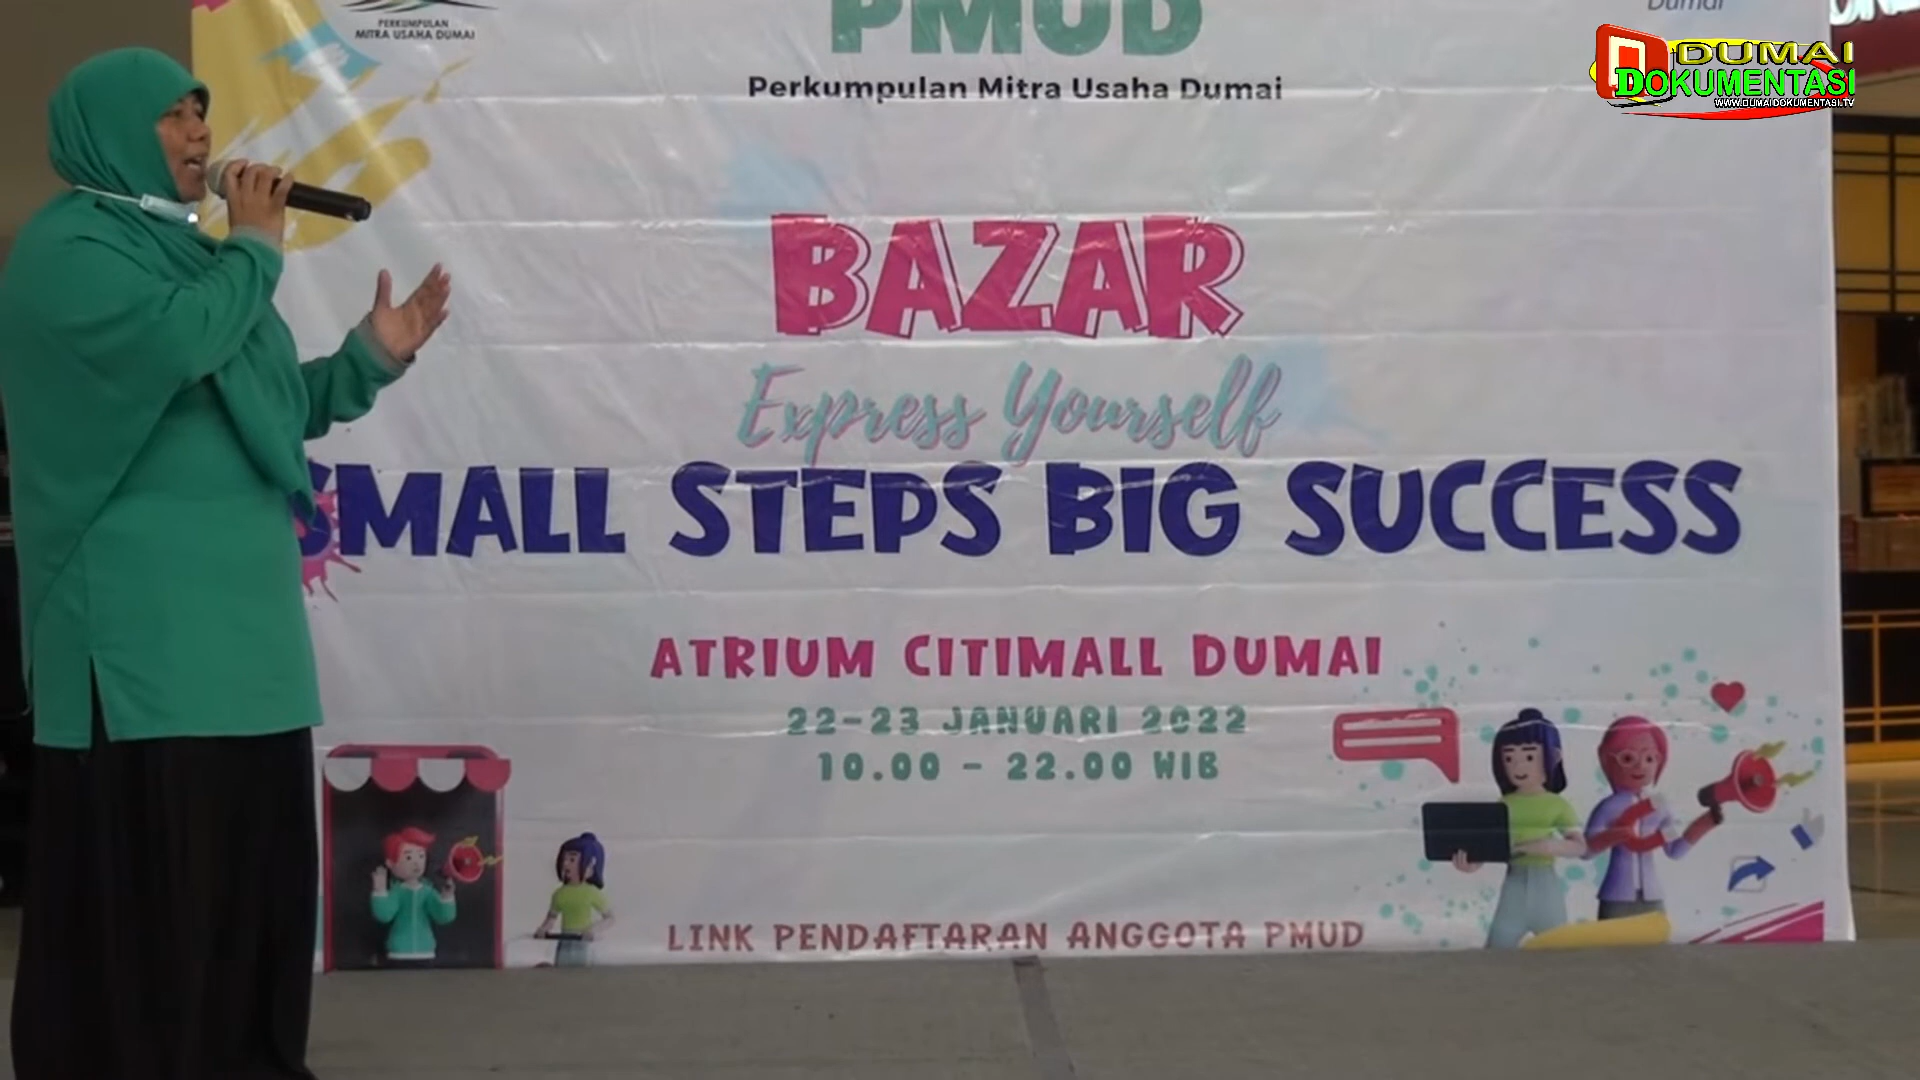 PERKUMPULAN
MITRA USAHA DUMAI
PMUD
Perkumpulan Mitra Usaha Dumai
Dumai
DUMAI
DOKUMENTASI
WWW.DUMAIDOKUMENTASI.TV
BAZAR
Express Yourself
SMALL STEPS BIG SUCCESS
ATRIUM CITIMALL DUMAI
22-23 JANUARI 2022
10.00 - 22.00 WIB
LINK PENDAFTARAN ANGGOTA PMUD